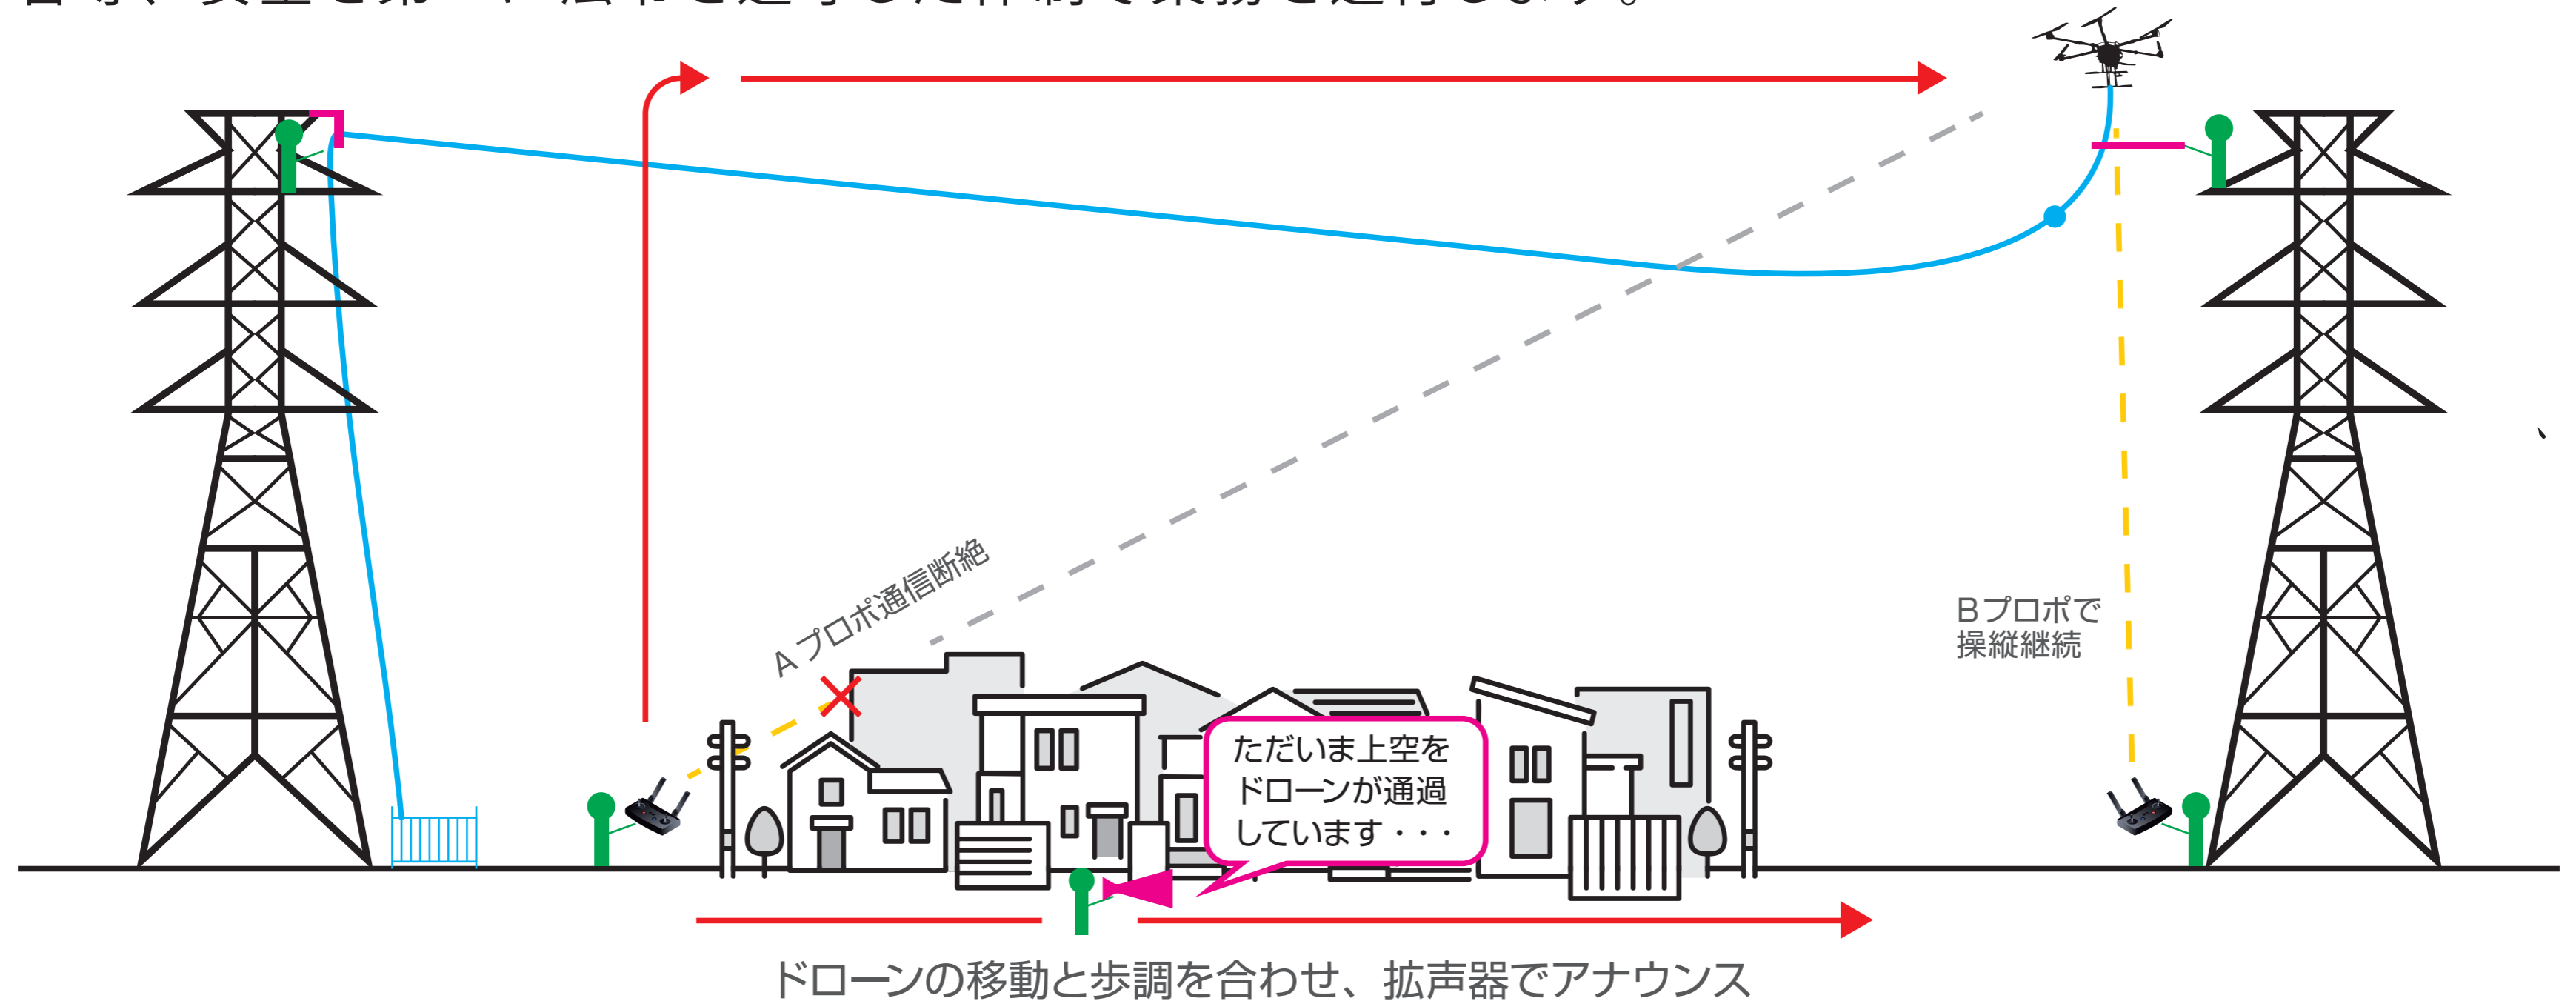 Aプロポ通信断絶
Bプロポで
操縦継続
ただいま上空を
ドローンが通過
しています・・・
ドローンの移動と歩調を合わせ、拡声器でアナウンス